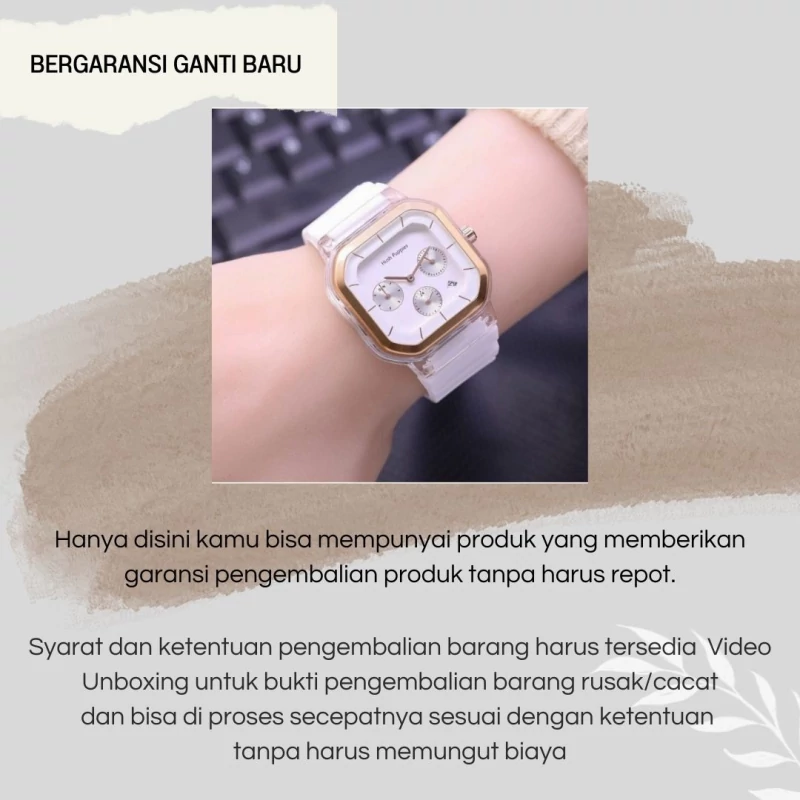 BERGARANSI GANTI BARU
Hush Puppies
Hanya disini kamu bisa mempunyai produk yang memberikan
garansi pengembalian produk tanpa harus repot.
Syarat dan ketentuan pengembalian barang harus tersedia Video
Unboxing untuk bukti pengembalian barang rusak/cacat
dan bisa di proses secepatnya sesuai dengan ketentuan
tanpa harus memungut biaya